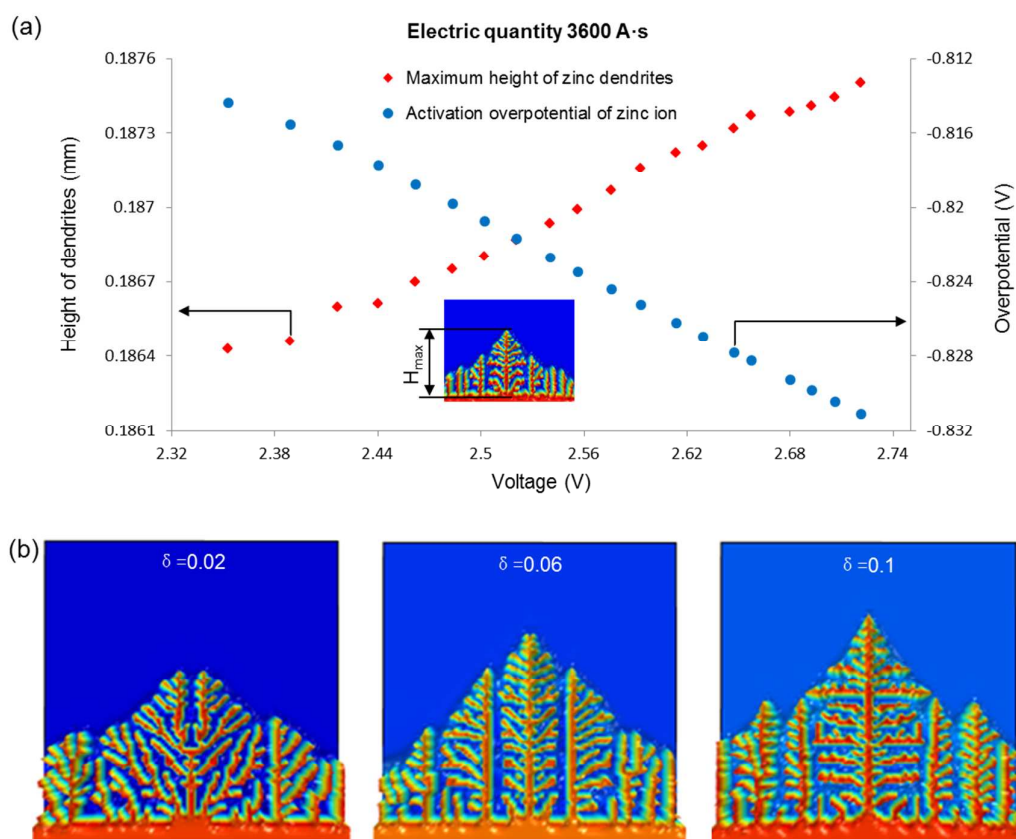 (a)
Electric quantity 3600 A·s
Maximum height of zinc dendrites
Activation overpotential of zinc ion
Height of dendrites (mm)
0.1876
0.1873
0.187
0.1867
0.1864
0.1861
-0.812
-0.816
-0.82
-0.824
-0.828
-0.832
Overpotential (V)
Hmax
2.32
2.38
2.44
2.5
2.56
2.62
2.68
2.74
Voltage (V)
(b)
δ=0.02
δ=0.06
δ=0.1